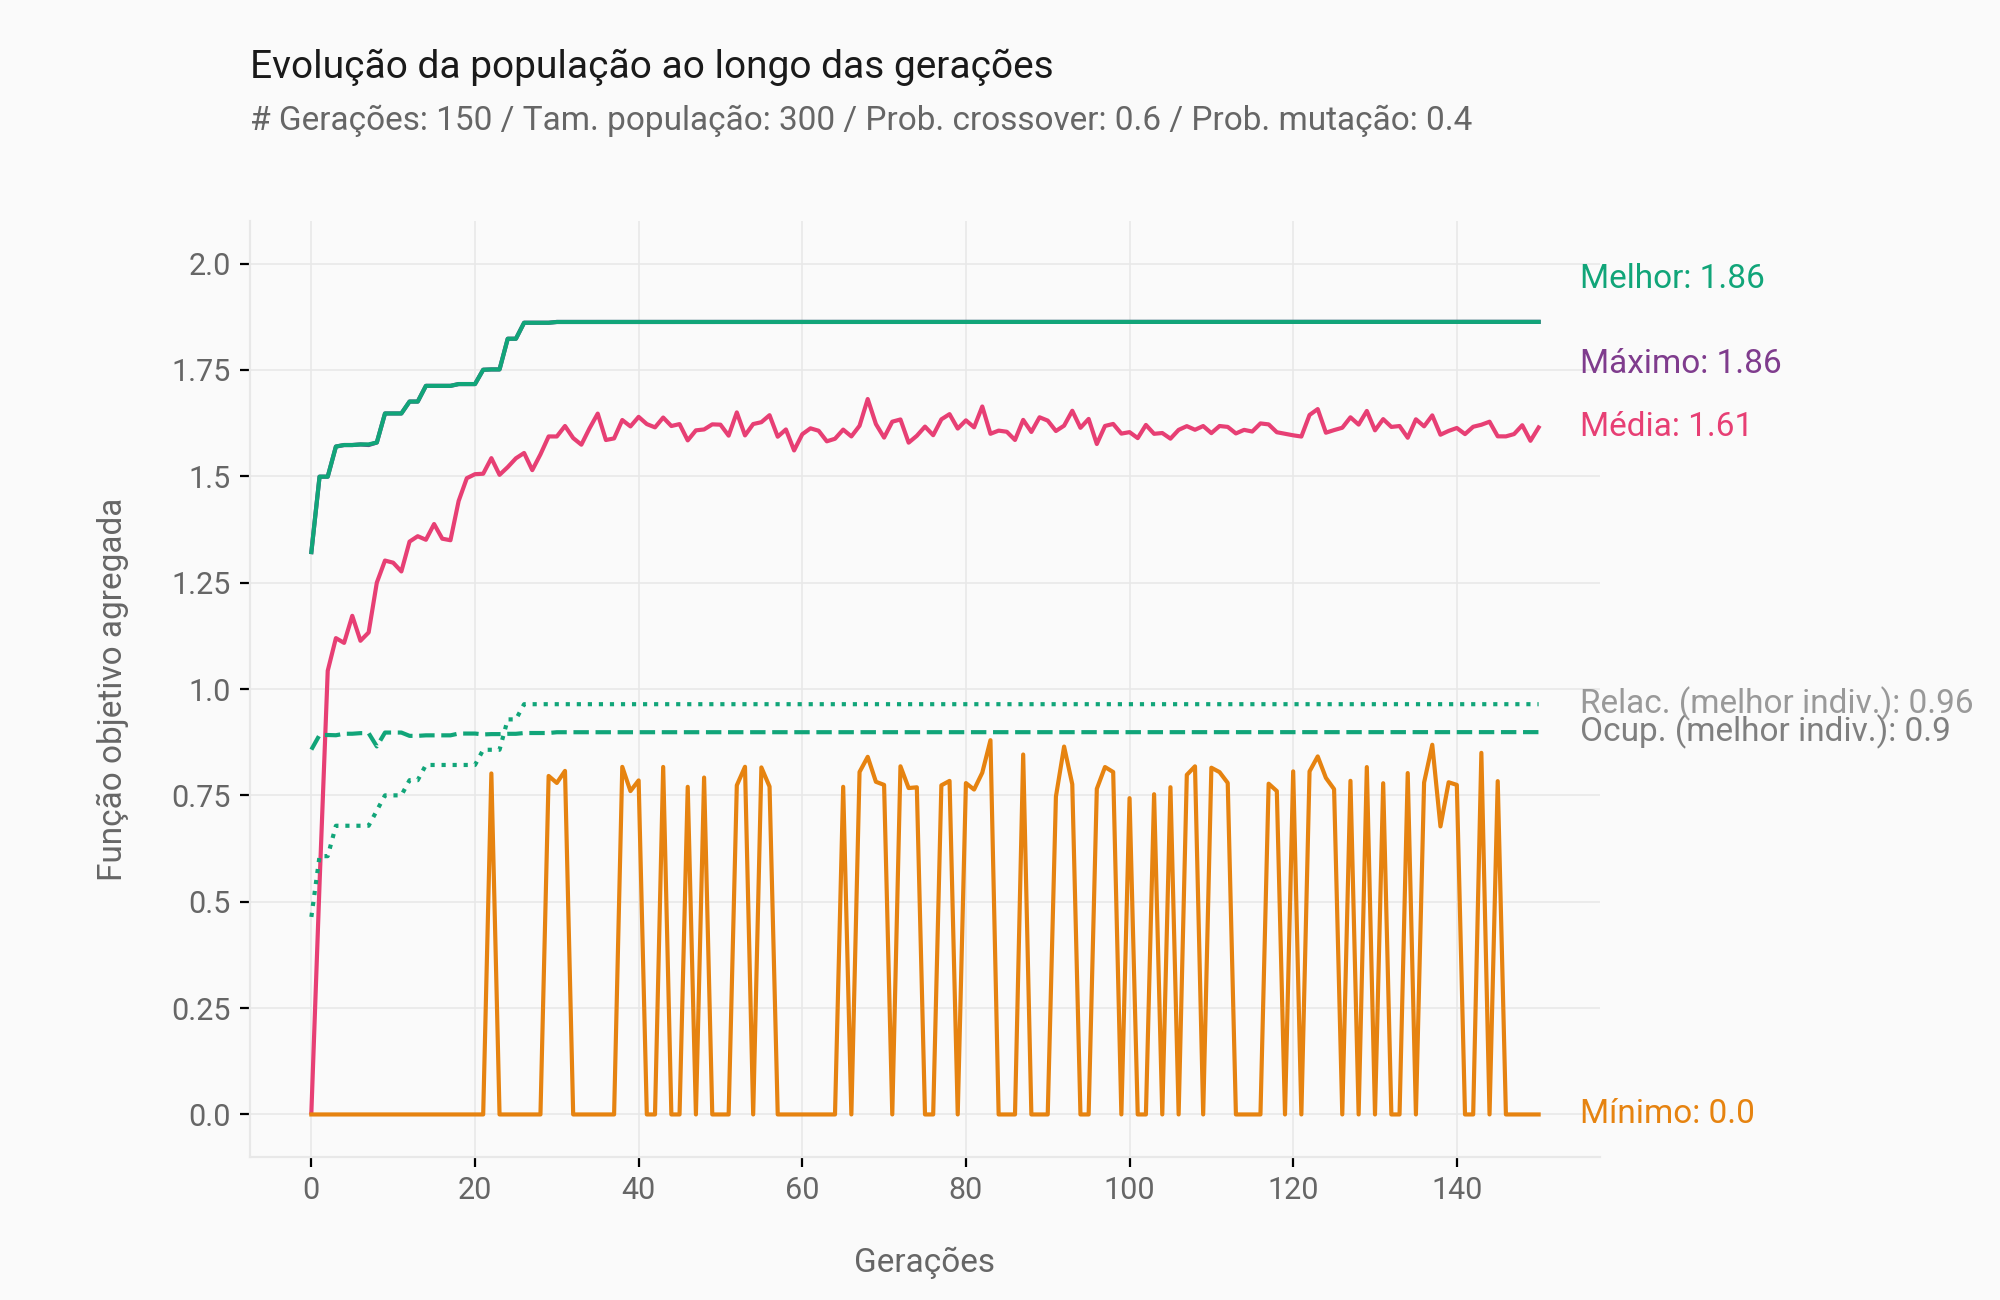 Evolução da população ao longo das gerações
# Gerações: 150 / Tam. população: 300 / Prob. crossover: 0.6 / Prob. mutação: 0.4
Função objetivo agregada
2.0
1.75
1.5
1.25
1.0
0.75
0.5
0.25
0.0
Melhor: 1.86
Máximo: 1.86
Média: 1.61
Relac. (melhor indiv.): 0.96
Ocup. (melhor indiv.): 0.9
Mínimo: 0.0
0 20 40 60 80 100 120 140
Gerações